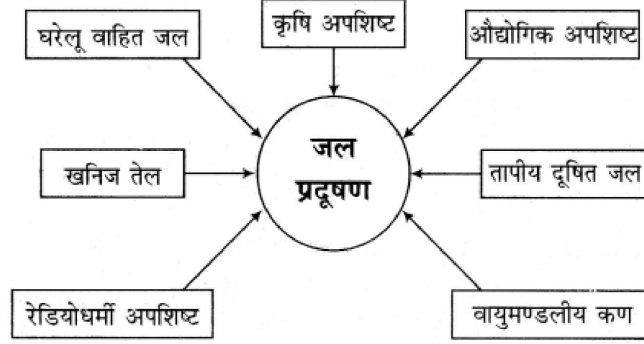 घरेलू वाहित जल
कृषि अपशिष्ट
औद्योगिक अपशिष्ट
खनिज तेल
जल
प्रदूषण
तापीय दूषित जल
रेडियोधर्मी अपशिष्ट
वायुमण्डलीय कण